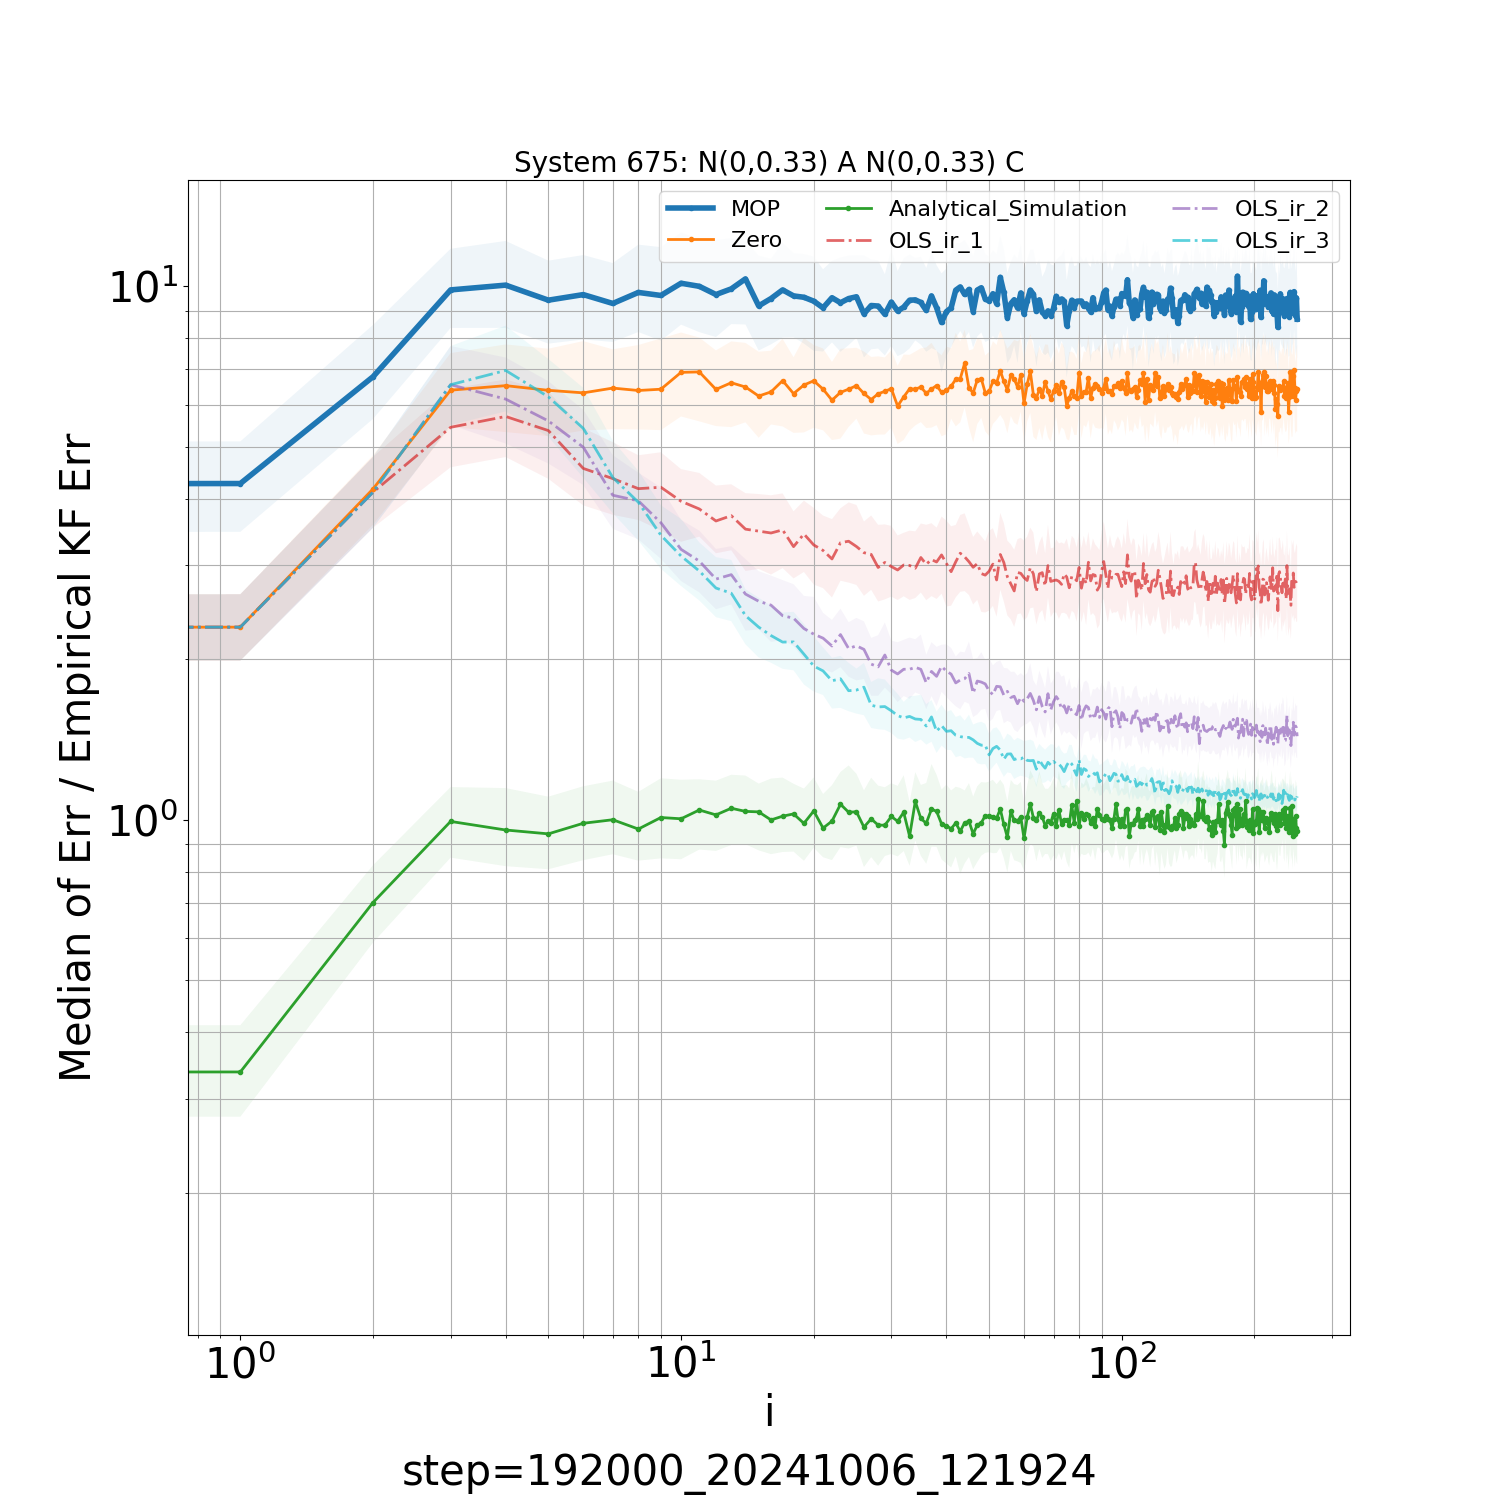 System 675: N(0,0.33) A N(0,0.33) C
MOP
Zero
Analytical_Simulation
OLS_ir_1
OLS_ir_2
OLS_ir_3
Median of Err / Empirical KF Err
10¹
10⁰
10⁰ 10¹ 10²
i
step=192000_20241006_121924